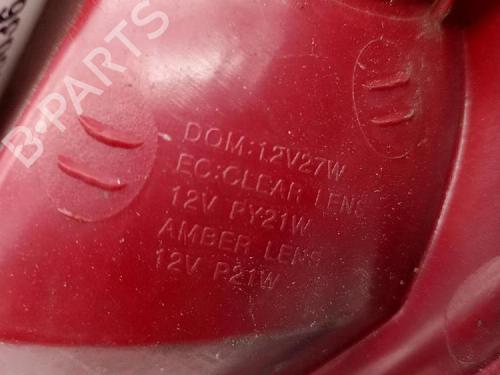 B-PARTS
DOM:12V27W
EC:CLEAR LENS
12V PY21W
AMBER LENS
12V P21W